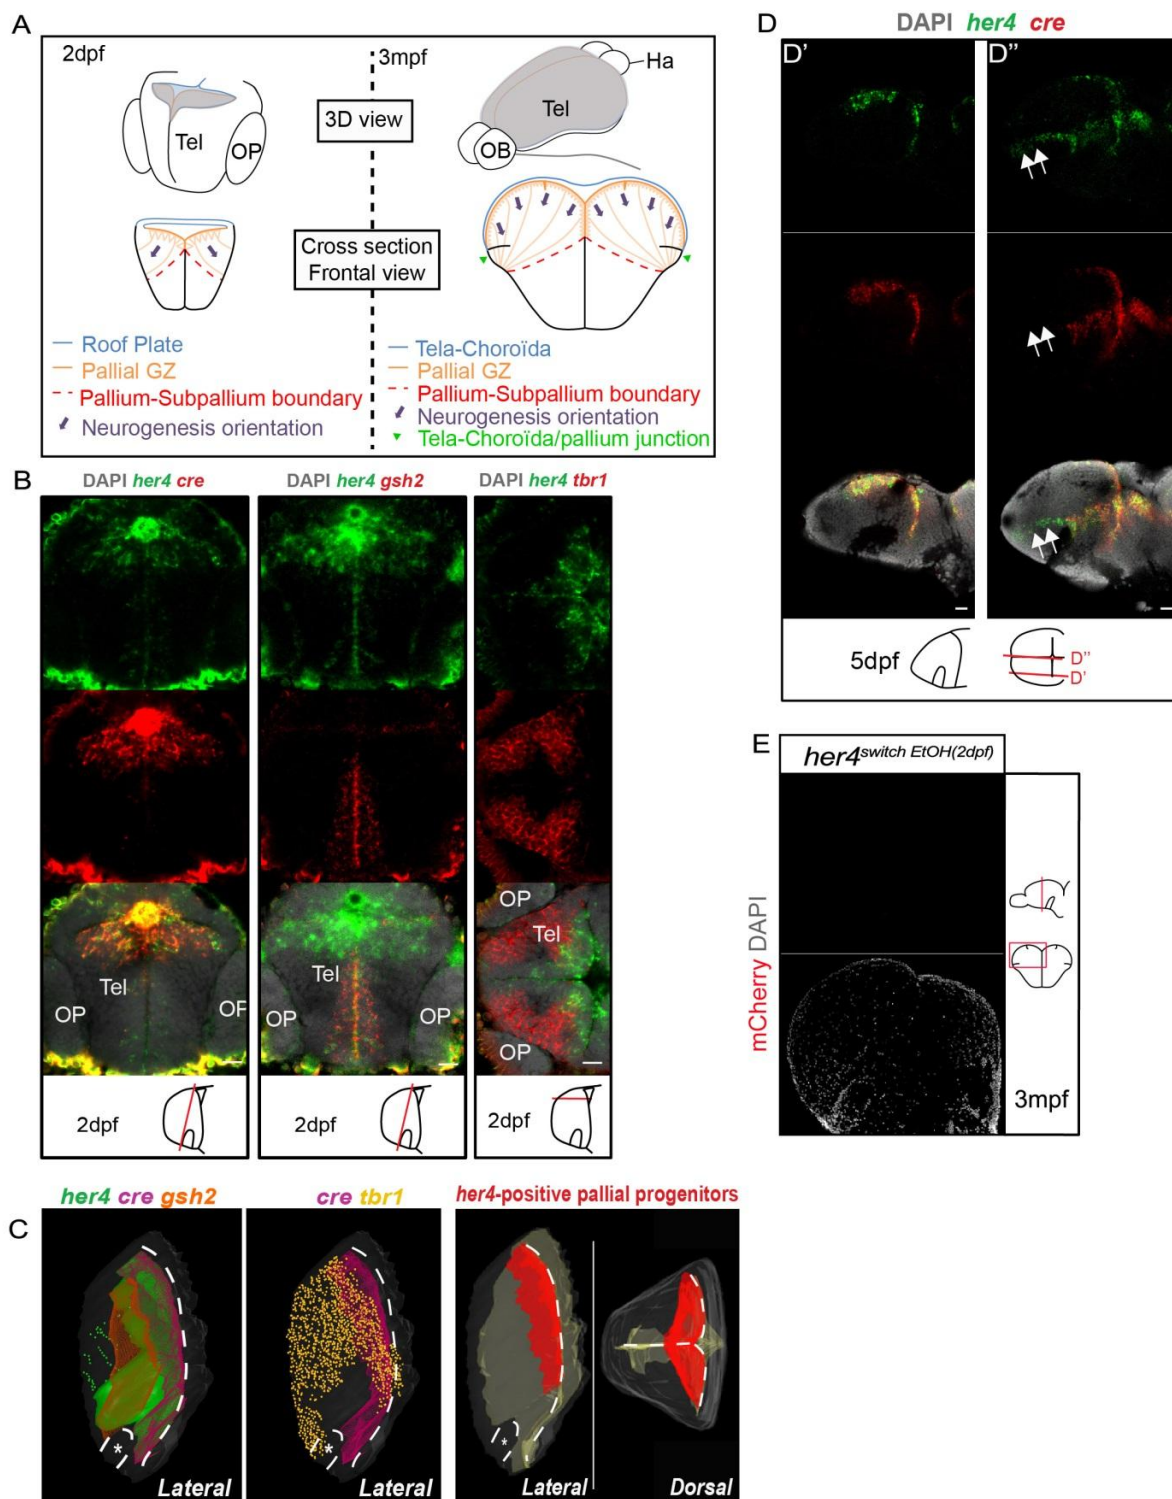 A
2dpf
3mpf
Ha
3D view
Tel
OP
Tel
OB
Cross section
Frontal view
Roof Plate
Pallial GZ
Pallium-Subpallium boundary
Neurogenesis orientation
Tela-Choroïda
Pallial GZ
Pallium-Subpallium boundary
Neurogenesis orientation
Tela-Choroïda/pallium junction
B
DAPI her4 cre
DAPI her4 gsh2
DAPI her4 tbr1
Tel
OP
OP
Tel
OP
OP
OP
Tel
OP
2dpf
2dpf
2dpf
C
her4 cre gsh2
cre tbr1
her4-positive pallial progenitors
*
Lateral
*
Lateral
*
Lateral
Dorsal
D
DAPI her4 cre
D'
D''
5dpf
D''
D'
E
her4switch EtOH(2dpf)
mCherry DAPI
3mpf